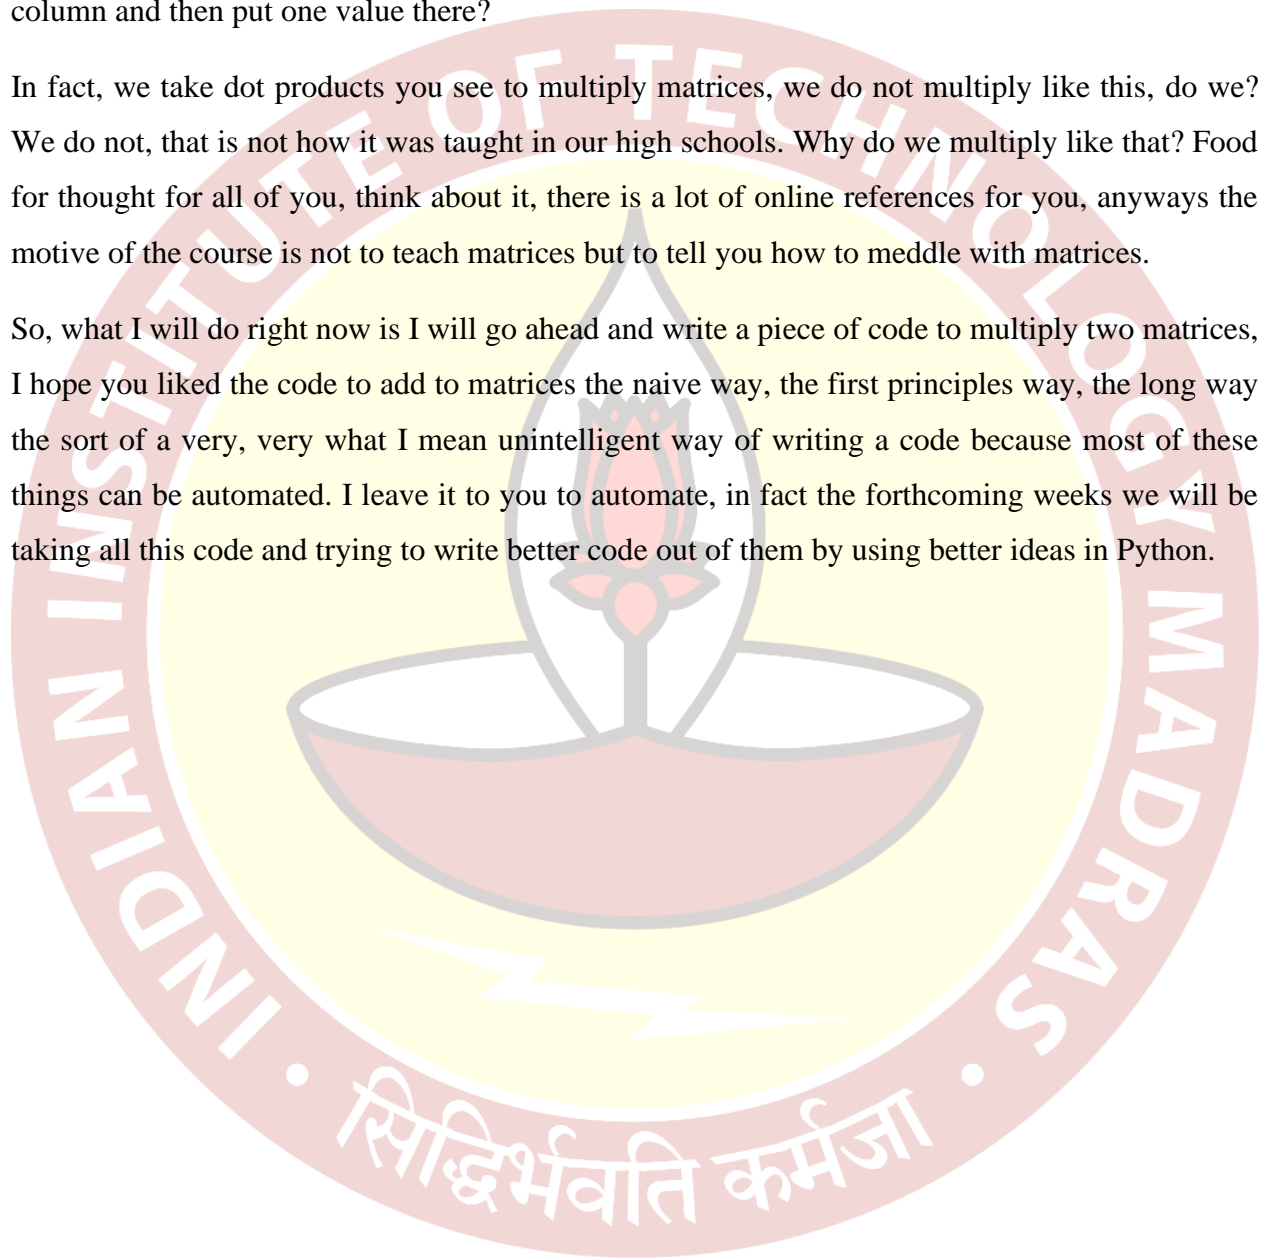 column and then put one value there?
In fact, we take dot products you see to multiply matrices, we do not multiply like this, do we?
We do not, that is not how it was taught in our high schools. Why do we multiply like that? Food
for thought for all of you, think about it, there is a lot of online references for you, anyways the
motive of the course is not to teach matrices but to tell you how to meddle with matrices.
So, what I will do right now is I will go ahead and write a piece of code to multiply two matrices,
I hope you liked the code to add to matrices the naive way, the first principles way, the long way
the sort of a very, very what I mean unintelligent way of writing a code because most of these
things can be automated. I leave it to you to automate, in fact the forthcoming weeks we will be
taking all this code and trying to write better code out of them by using better ideas in Python.
INDIAN INSTITUTE OF TECHNOLOGY MADRAS
सिद्धिर्भवति कर्मजा